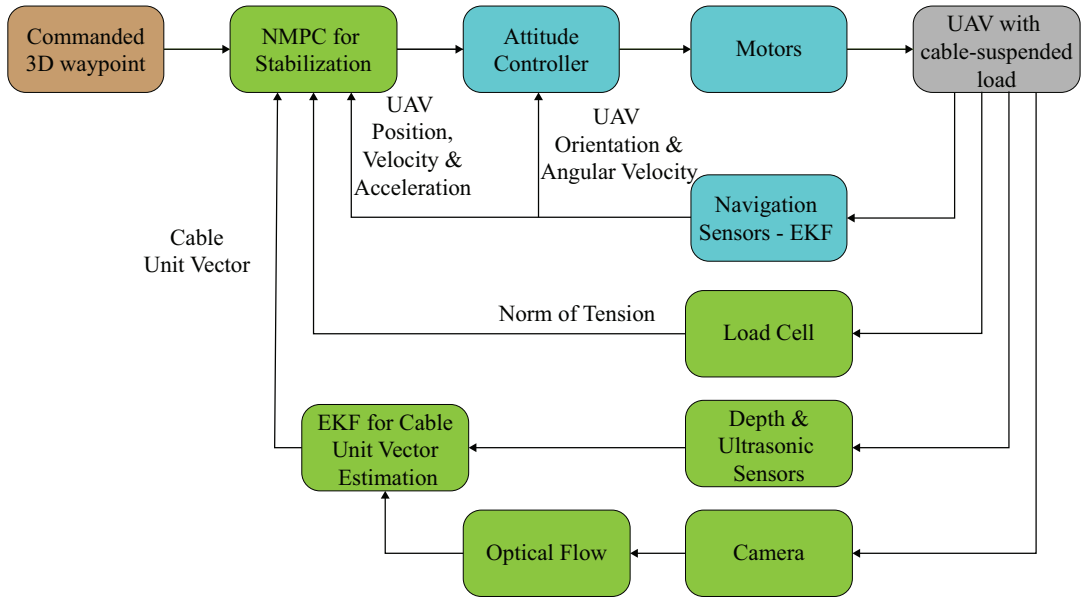 Commanded
3D waypoint
NMPC for
Stabilization
Attitude
Controller
Motors
UAV with
cable-suspended
load
UAV
Position,
Velocity &
Acceleration
UAV
Orientation &
Angular Velocity
Navigation
Sensors - EKF
Cable
Unit Vector
Norm of Tension
Load Cell
EKF for Cable
Unit Vector
Estimation
Depth &
Ultrasonic
Sensors
Optical Flow
Camera